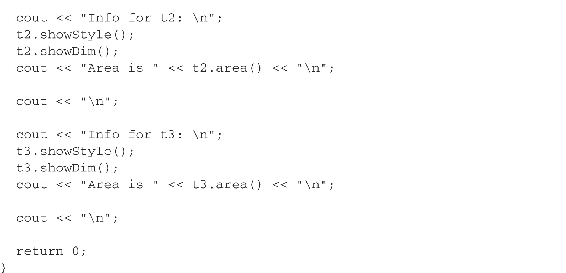 cout << "Info for t2: \n";
t2.showStyle();
t2.showDim();
cout << "Area is " << t2.area() << "\n";
cout << "\n";
cout << "Info for t3: \n";
t3.showStyle();
t3.showDim();
cout << "Area is " << t3.area() << "\n";
cout << "\n";
return 0;
}